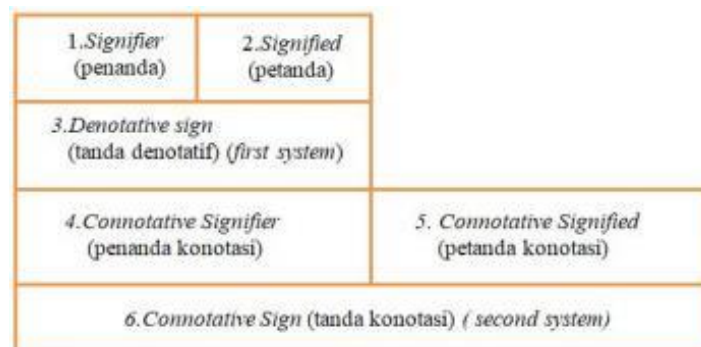 1.Signifier
(penanda)
2.Signified
(petanda)
3.Denotative sign
(tanda denotatif) (first system)
4.Connotative Signifier
(penanda konotasi)
5. Connotative Signified
(petanda konotasi)
6.Connotative Sign (tanda konotasi) ( second system)